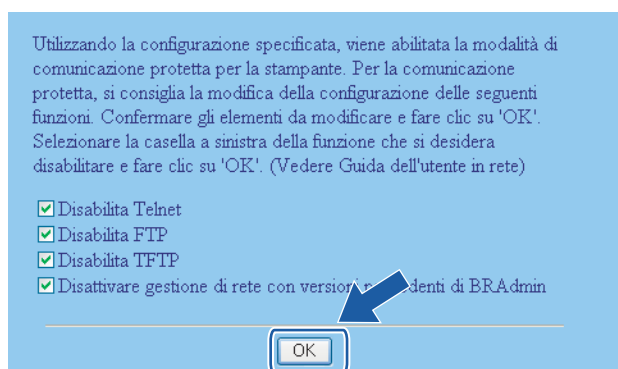 Utilizzando la configurazione specificata, viene abilitata la modalità di
comunicazione protetta per la stampante. Per la comunicazione
protetta, si consiglia la modifica della configurazione delle seguenti
funzioni. Confermare gli elementi da modificare e fare clic su 'OK'.
Selezionare la casella a sinistra della funzione che si desidera
disabilitare e fare clic su 'OK'. (Vedere Guida dell'utente in rete)
Disabilita Telnet
Disabilita FTP
Disabilita TFTP
Disattivare gestione di rete con versioni di BRAdmin
OK